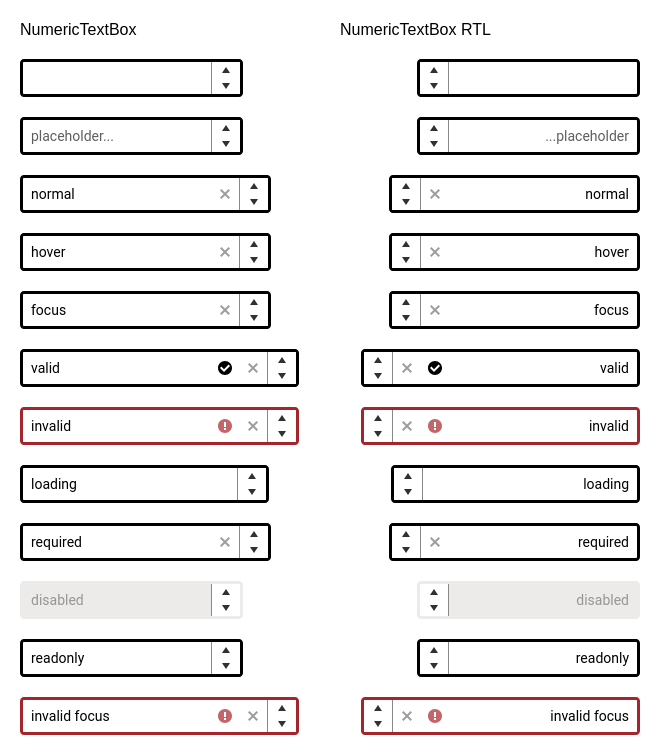 NumericTextBox
NumericTextBox RTL
placeholder...
...placeholder
normal
normal
hover
hover
focus
focus
valid
valid
invalid
invalid
loading
loading
required
required
disabled
disabled
readonly
readonly
invalid focus
invalid focus